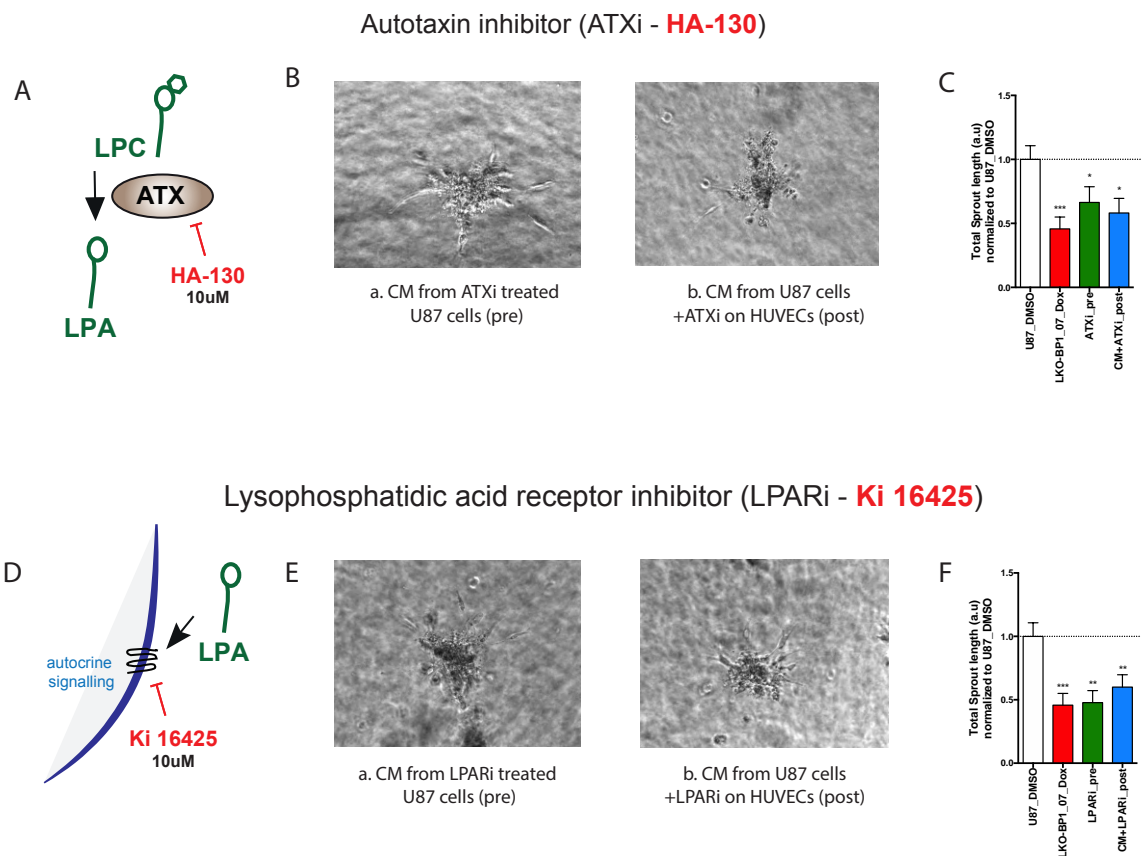 Autotaxin inhibitor (ATXi - HA-130)
A
LPC
ATX
HA-130
10uM
LPA
B
a. CM from ATXi treated
U87 cells (pre)
b. CM from U87 cells
+ATXi on HUVECs (post)
C
Total Sprout length (a.u)
normalized to U87_DMSO
1.5
1.0
0.5
0.0
***
*
*
U87_DMSO
LKO-BP1_07_Dox
ATXi_pre
CM+ATXi_post
Lysophosphatidic acid receptor inhibitor (LPARi - Ki 16425)
D
LPA
autocrine
signalling
Ki 16425
10uM
E
a. CM from LPARi treated
U87 cells (pre)
b. CM from U87 cells
+LPARi on HUVECs (post)
F
Total Sprout length (a.u)
normalized to U87_DMSO
1.5
1.0
0.5
0.0
***
**
**
U87_DMSO
LKO-BP1_07_Dox
LPARi_pre
CM+LPARi_post